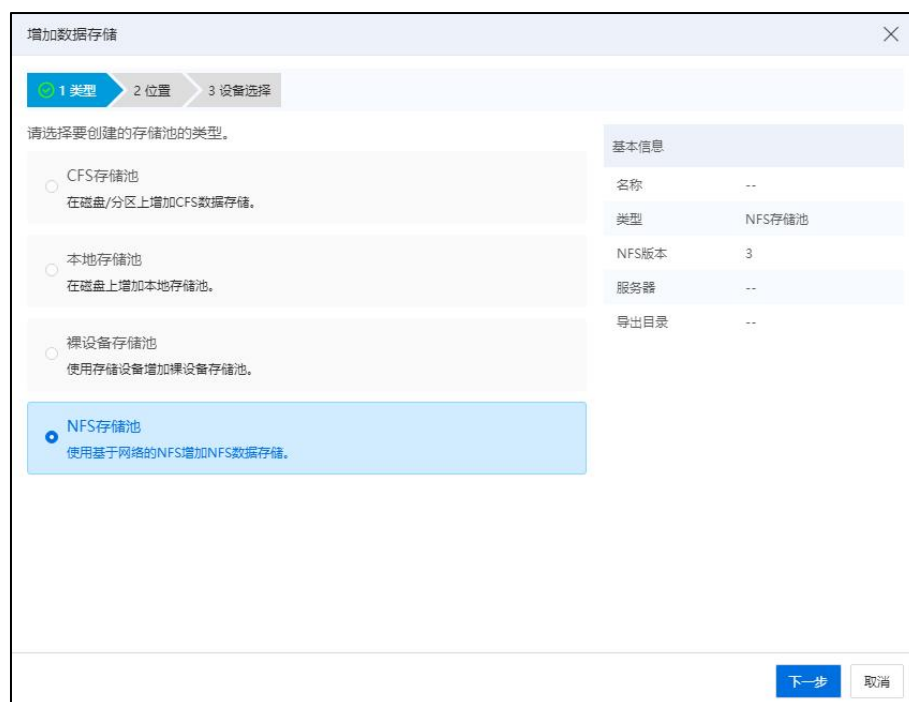 增加数据存储
1 类型 2 位置 3 设备选择
请选择要创建的存储池的类型。
CFS存储池
在磁盘/分区上增加CFS数据存储。
本地存储池
在磁盘上增加本地存储池。
裸设备存储池
使用存储设备增加裸设备存储池。
NFS存储池
使用基于网络的NFS增加NFS数据存储。
基本信息
名称 --
类型 NFS存储池
NFS版本 3
服务器 --
导出目录 --
下一步 取消